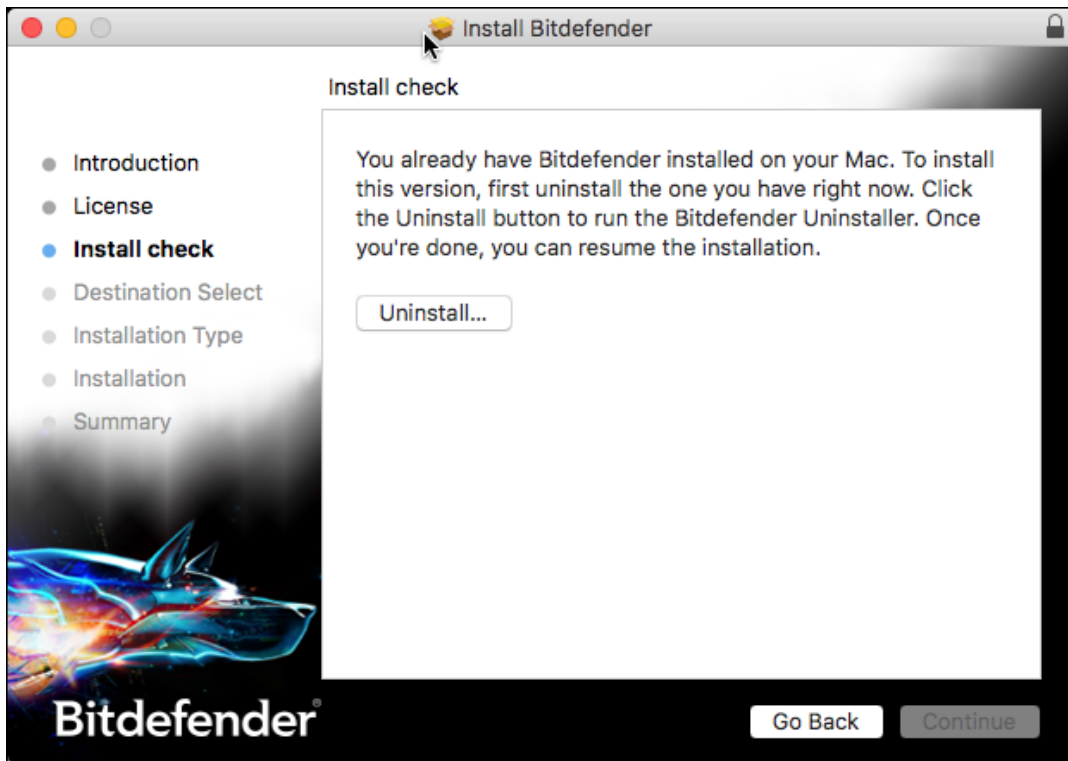 Install Bitdefender
Install check
Introduction
License
Install check
Destination Select
Installation Type
Installation
Summary
You already have Bitdefender installed on your Mac. To install
this version, first uninstall the one you have right now. Click
the Uninstall button to run the Bitdefender Uninstaller. Once
you're done, you can resume the installation.
Uninstall...
Bitdefender®
Go Back
Continue